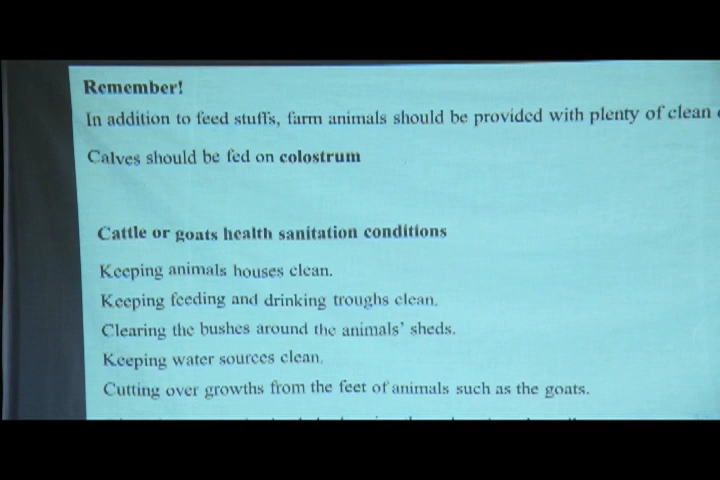 Remember!
In addition to feed stuffs, farm animals should be provided with plenty of clean
Calves should be fed on colostrum
Cattle or goats health sanitation conditions
Keeping animals houses clean.
Keeping feeding and drinking troughs clean.
Clearing the bushes around the animals’ sheds.
Keeping water sources clean.
Cutting over growths from the feet of animals such as the goats.